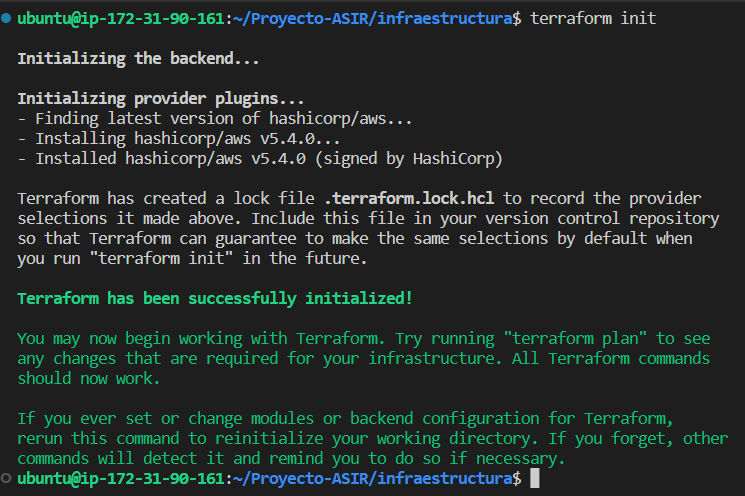 ubuntu@ip-172-31-90-161:~/Proyecto-ASIR/infraestructura$ terraform init
Initializing the backend...
Initializing provider plugins...
- Finding latest version of hashicorp/aws...
- Installing hashicorp/aws v5.4.0...
- Installed hashicorp/aws v5.4.0 (signed by HashiCorp)
Terraform has created a lock file .terraform.lock.hcl to record the provider
selections it made above. Include this file in your version control repository
so that Terraform can guarantee to make the same selections by default when
you run "terraform init" in the future.
Terraform has been successfully initialized!
You may now begin working with Terraform. Try running "terraform plan" to see
any changes that are required for your infrastructure. All Terraform commands
should now work.
If you ever set or change modules or backend configuration for Terraform,
rerun this command to reinitialize your working directory. If you forget, other
commands will detect it and remind you to do so if necessary.
ubuntu@ip-172-31-90-161:~/Proyecto-ASIR/infraestructura$